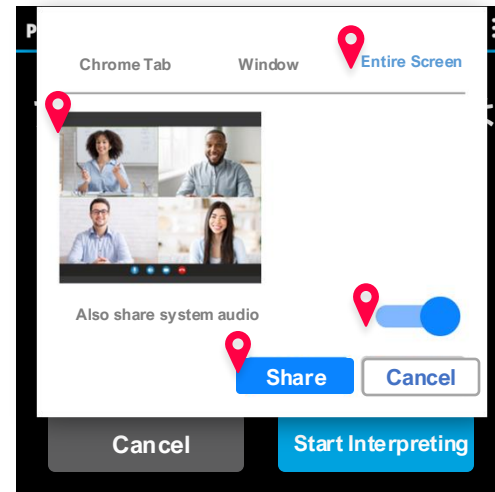 Chrome Tab Window Entire Screen
Also share system audio
Share Cancel
Cancel Start Interpreting